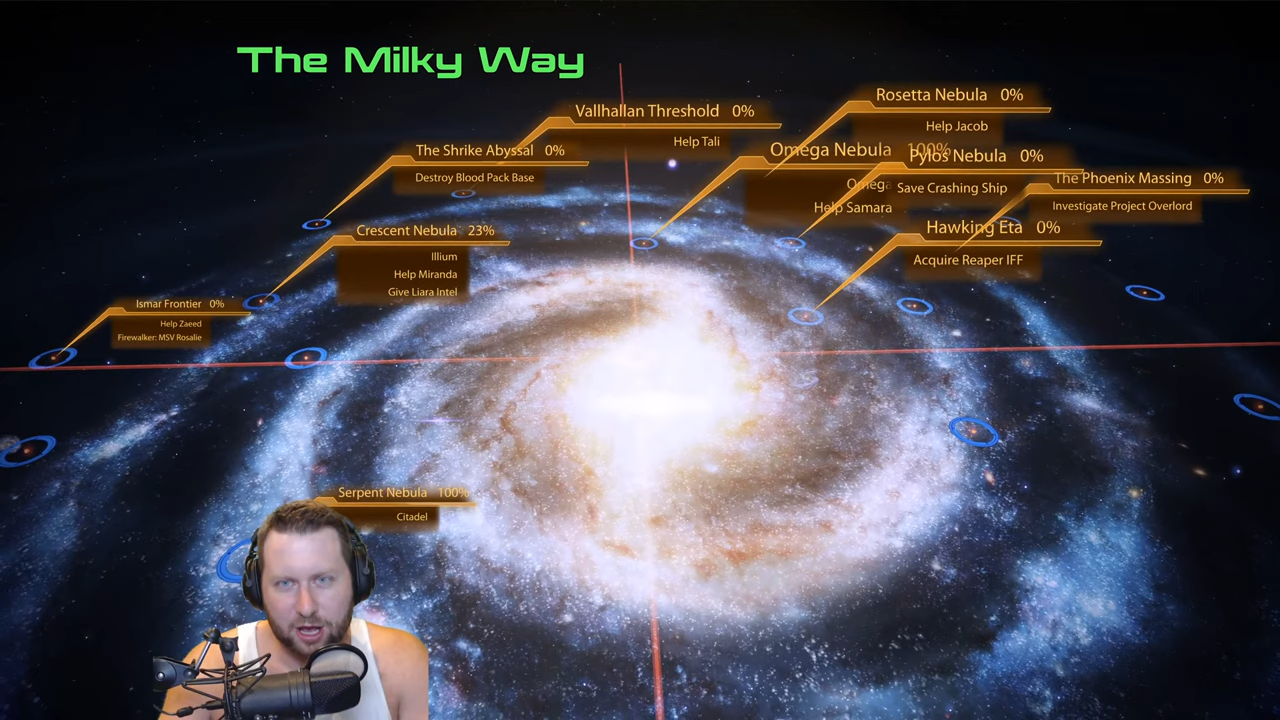 The Milky Way
Rosetta Nebula 0%
Help Jacob
Vallhallan Threshold 0%
Help Tali
The Shrike Abyssal 0%
Destroy Blood Pack Base
Omega Nebula 100%
Omega
Help Samara
Pylos Nebula 0%
Save Crashing Ship
The Phoenix Massing 0%
Investigate Project Overlord
Crescent Nebula 23%
Illium
Help Miranda
Give Liara Intel
Hawking Eta 0%
Acquire Reaper IFF
Ismar Frontier 0%
Help Zaeed
Firewalker: MSV Rosalie
Serpent Nebula 100%
Citadel